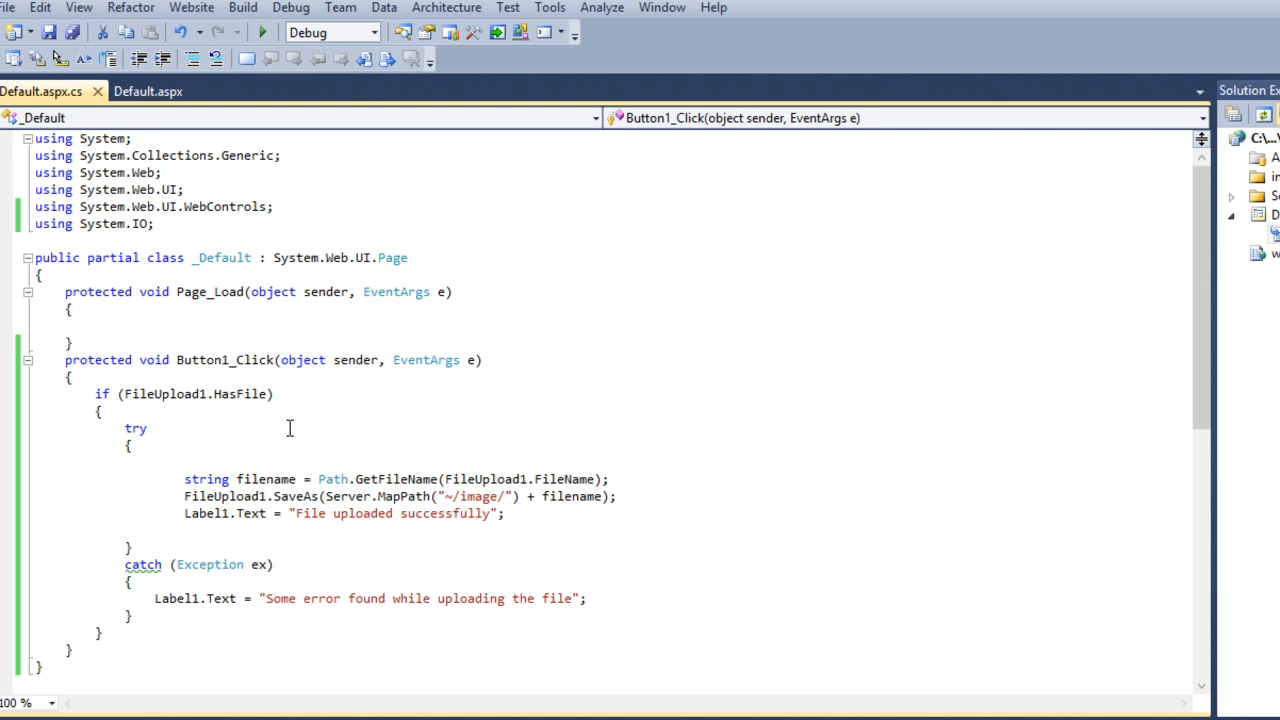 File Edit View Refactor Website Build Debug Team Data Architecture Test Tools Analyze Window Help
Debug
Default.aspx.cs Default.aspx
_Default Button1_Click(object sender, EventArgs e)
using System;
using System.Collections.Generic;
using System.Web;
using System.Web.UI;
using System.Web.UI.WebControls;
using System.IO;
public partial class _Default : System.Web.UI.Page
{
protected void Page_Load(object sender, EventArgs e)
{
}
protected void Button1_Click(object sender, EventArgs e)
{
if (FileUpload1.HasFile)
{
try
{
string filename = Path.GetFileName(FileUpload1.FileName);
FileUpload1.SaveAs(Server.MapPath("~/image/") + filename);
Label1.Text = "File uploaded successfully";
}
catch (Exception ex)
{
Label1.Text = "Some error found while uploading the file";
}
}
}
}
100 %
Solution Ex
C:\...\
A
in
S
D
w